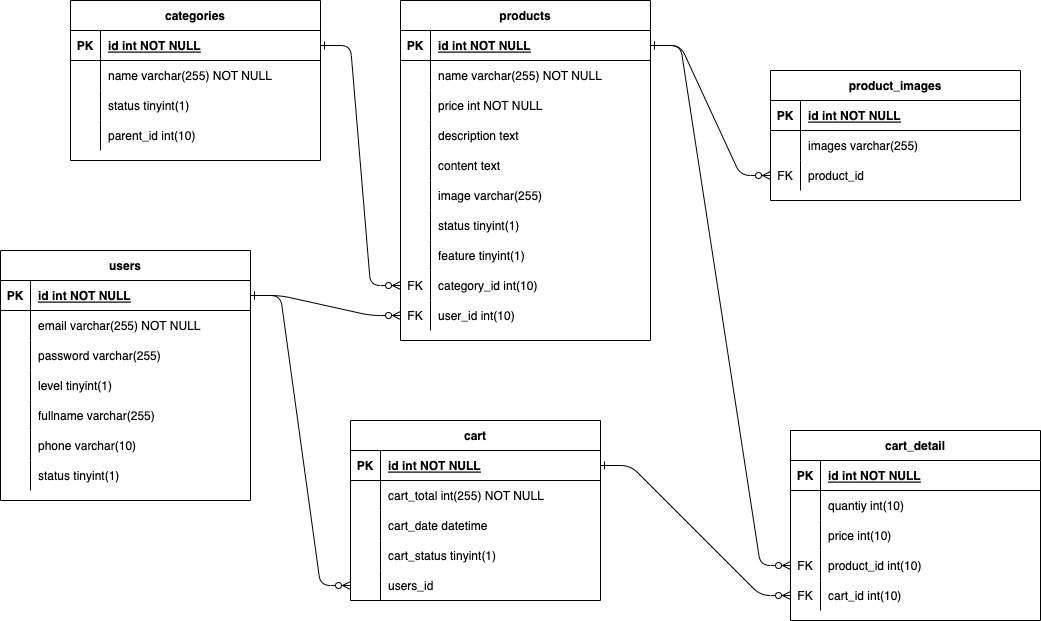 categories
PK id int NOT NULL
name varchar(255) NOT NULL
status tinyint(1)
parent_id int(10)
products
PK id int NOT NULL
name varchar(255) NOT NULL
price int NOT NULL
description text
content text
image varchar(255)
status tinyint(1)
feature tinyint(1)
FK category_id int(10)
FK user_id int(10)
product_images
PK id int NOT NULL
images varchar(255)
FK product_id
users
PK id int NOT NULL
email varchar(255) NOT NULL
password varchar(255)
level tinyint(1)
fullname varchar(255)
phone varchar(10)
status tinyint(1)
cart
PK id int NOT NULL
cart_total int(255) NOT NULL
cart_date datetime
cart_status tinyint(1)
users_id
cart_detail
PK id int NOT NULL
quantiy int(10)
price int(10)
FK product_id int(10)
FK cart_id int(10)